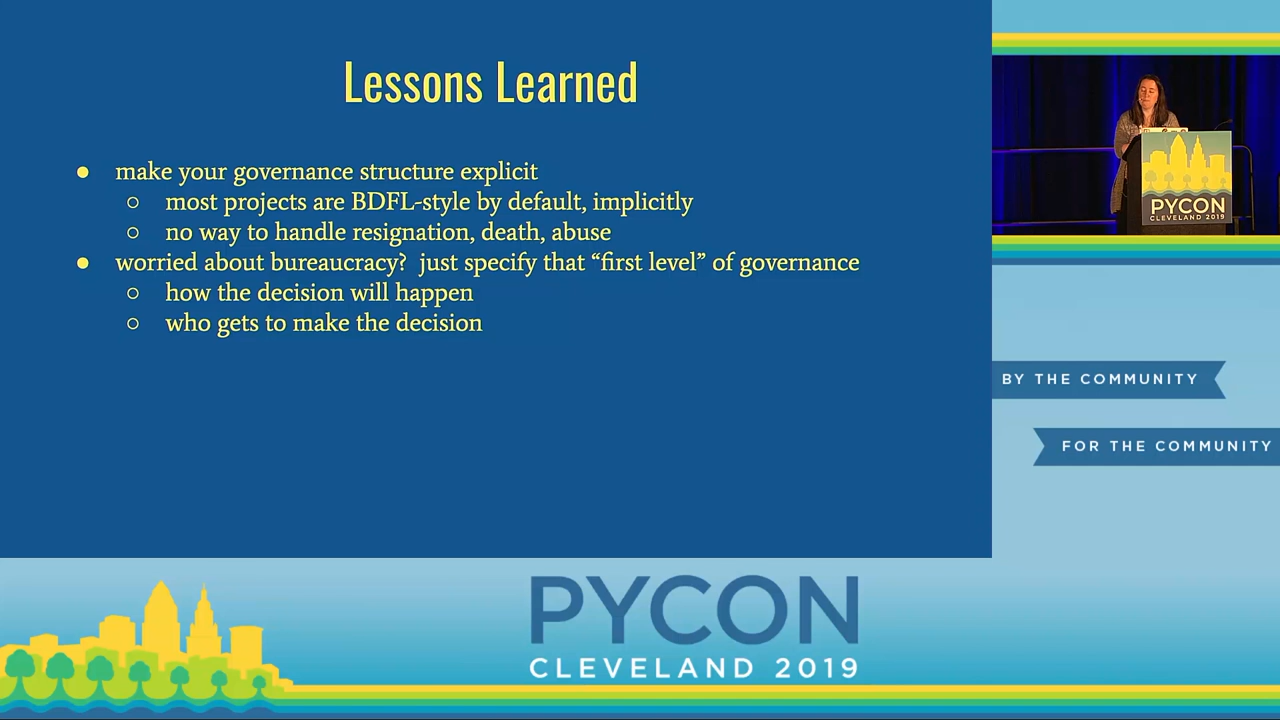 Lessons Learned
● make your governance structure explicit
○ most projects are BDFL-style by default, implicitly
○ no way to handle resignation, death, abuse
● worried about bureaucracy?  just specify that “first level” of governance
○ how the decision will happen
○ who gets to make the decision
PYCON
CLEVELAND 2019
BY THE COMMUNITY
FOR THE COMMUNITY
PYCON
CLEVELAND 2019